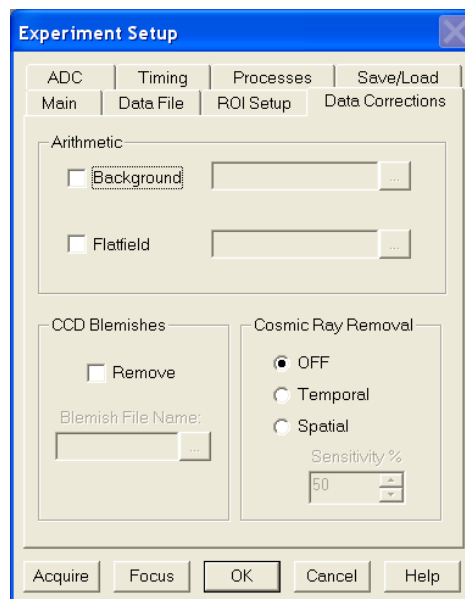 Experiment Setup
ADC Timing Processes Save/Load
Main Data File ROI Setup Data Corrections
Arithmetic
Background ...
Flatfield ...
CCD Blemishes
Remove
Blemish File Name:
...
Cosmic Ray Removal
OFF
Temporal
Spatial
Sensitivity %
50
Acquire Focus OK Cancel Help